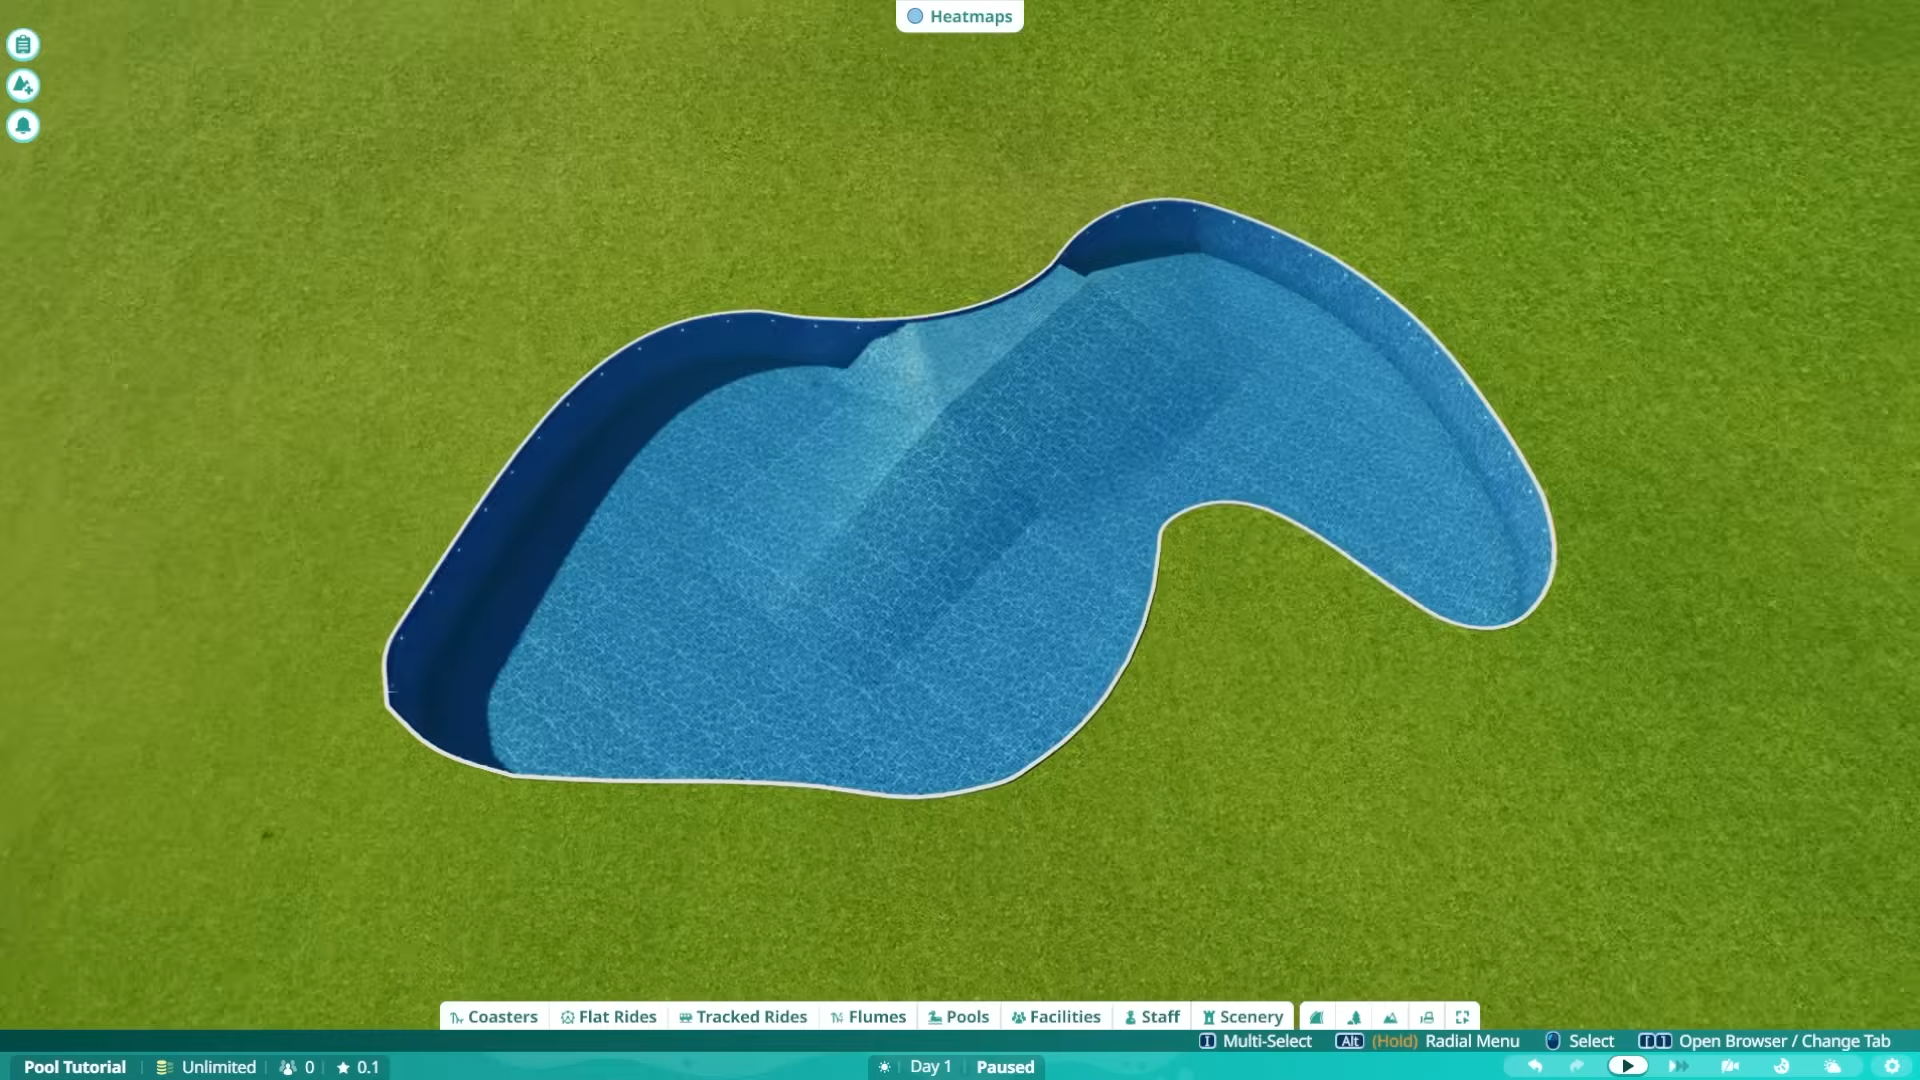 Heatmaps
Coasters Flat Rides Tracked Rides Flumes Pools Facilities Staff Scenery
I Multi-Select Alt (Hold) Radial Menu Select [ ] Open Browser / Change Tab
Pool Tutorial Unlimited 0 0.1 Day 1 Paused